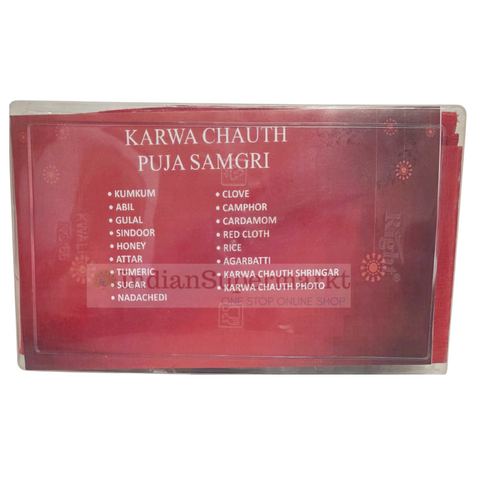 KARWA CHAUTH
PUJA SAMGRI
• KUMKUM
• ABIL
• GULAL
• SINDOOR
• HONEY
• ATTAR
• TUMERIC
• SUGAR
• NADACHEDI
• CLOVE
• CAMPHOR
• CARDAMOM
• RED CLOTH
• RICE
• AGARBATTI
• KARWA CHAUTH SHRINGAR
• KARWA CHAUTH PHOTO
IndianSupermarkt
ONE STOP ONLINE SHOP